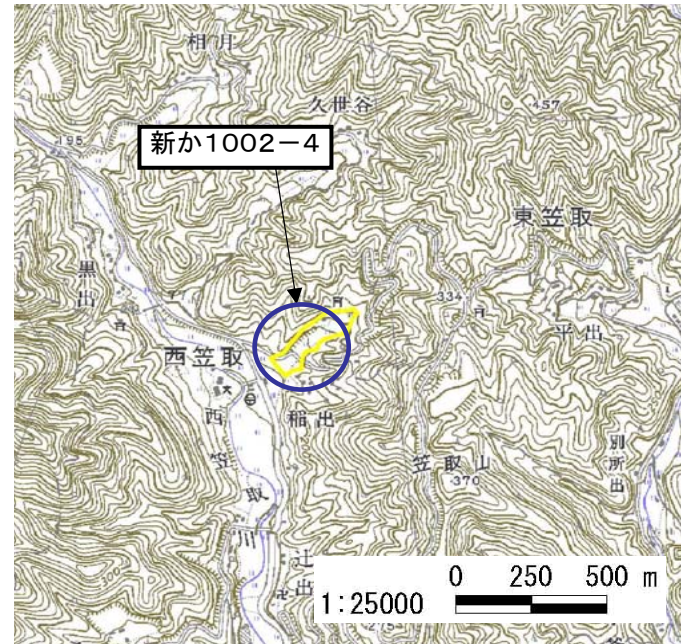 相月
久世谷
457
195
新か1002-4
東笠取
黒出
334
平出
西笠取
稲出
西笠取川
笠取山
370
別所出
辻出
300
275
0 250 500 m
1:25000